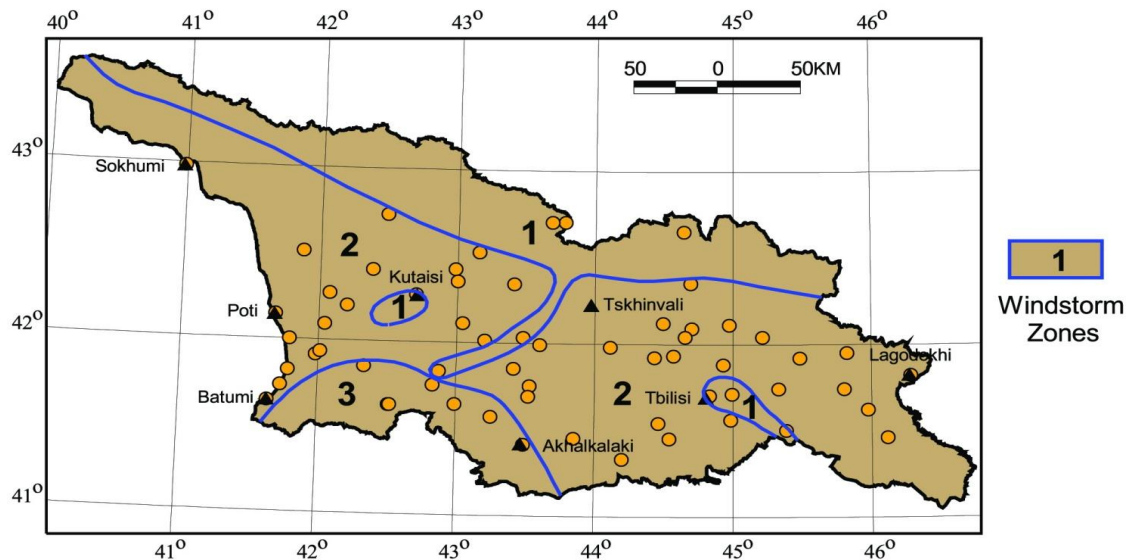 40° 41° 42° 43° 44° 45° 46°
50 0 50KM
43°
Sokhumi
1
2
Kutaisi
1
1
Windstorm
Zones
Tskhinvali
Poti
42°
Lagodekhi
Batumi
3
2
Tbilisi
1
Akhalkalaki
41°
41° 42° 43° 44° 45° 46°